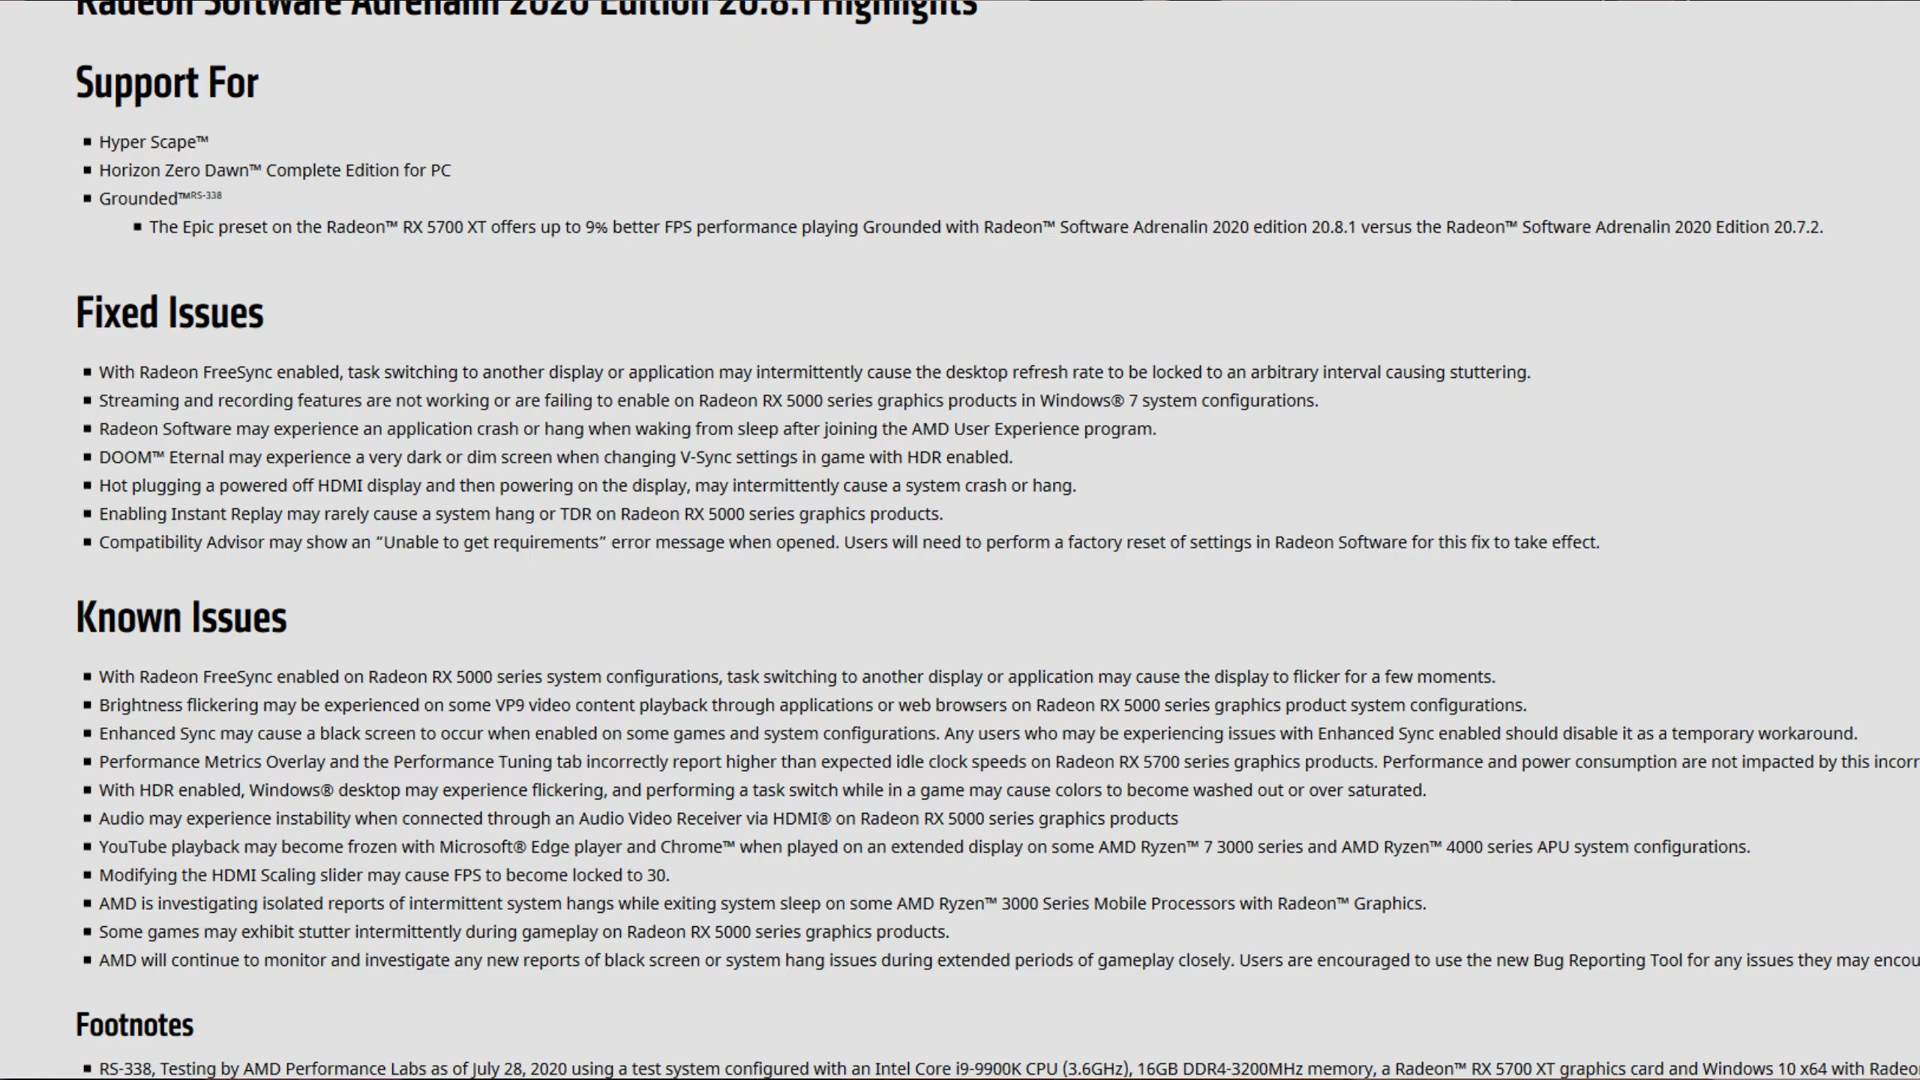 Radeon Software Adrenalin 2020 Edition 20.8.1 Highlights
Support For
Hyper Scape™
Horizon Zero Dawn™ Complete Edition for PC
Grounded™RS-338
The Epic preset on the Radeon™ RX 5700 XT offers up to 9% better FPS performance playing Grounded with Radeon™ Software Adrenalin 2020 edition 20.8.1 versus the Radeon™ Software Adrenalin 2020 Edition 20.7.2.
Fixed Issues
With Radeon FreeSync enabled, task switching to another display or application may intermittently cause the desktop refresh rate to be locked to an arbitrary interval causing stuttering.
Streaming and recording features are not working or are failing to enable on Radeon RX 5000 series graphics products in Windows® 7 system configurations.
Radeon Software may experience an application crash or hang when waking from sleep after joining the AMD User Experience program.
DOOM™ Eternal may experience a very dark or dim screen when changing V-Sync settings in game with HDR enabled.
Hot plugging a powered off HDMI display and then powering on the display, may intermittently cause a system crash or hang.
Enabling Instant Replay may rarely cause a system hang or TDR on Radeon RX 5000 series graphics products.
Compatibility Advisor may show an “Unable to get requirements” error message when opened. Users will need to perform a factory reset of settings in Radeon Software for this fix to take effect.
Known Issues
With Radeon FreeSync enabled on Radeon RX 5000 series system configurations, task switching to another display or application may cause the display to flicker for a few moments.
Brightness flickering may be experienced on some VP9 video content playback through applications or web browsers on Radeon RX 5000 series graphics product system configurations.
Enhanced Sync may cause a black screen to occur when enabled on some games and system configurations. Any users who may be experiencing issues with Enhanced Sync enabled should disable it as a temporary workaround.
Performance Metrics Overlay and the Performance Tuning tab incorrectly report higher than expected idle clock speeds on Radeon RX 5700 series graphics products. Performance and power consumption are not impacted by this incorr
With HDR enabled, Windows® desktop may experience flickering, and performing a task switch while in a game may cause colors to become washed out or over saturated.
Audio may experience instability when connected through an Audio Video Receiver via HDMI® on Radeon RX 5000 series graphics products
YouTube playback may become frozen with Microsoft® Edge player and Chrome™ when played on an extended display on some AMD Ryzen™ 7 3000 series and AMD Ryzen™ 4000 series APU system configurations.
Modifying the HDMI Scaling slider may cause FPS to become locked to 30.
AMD is investigating isolated reports of intermittent system hangs while exiting system sleep on some AMD Ryzen™ 3000 Series Mobile Processors with Radeon™ Graphics.
Some games may exhibit stutter intermittently during gameplay on Radeon RX 5000 series graphics products.
AMD will continue to monitor and investigate any new reports of black screen or system hang issues during extended periods of gameplay closely. Users are encouraged to use the new Bug Reporting Tool for any issues they may encou
Footnotes
RS-338, Testing by AMD Performance Labs as of July 28, 2020 using a test system configured with an Intel Core i9-9900K CPU (3.6GHz), 16GB DDR4-3200MHz memory, a Radeon™ RX 5700 XT graphics card and Windows 10 x64 with Radeo